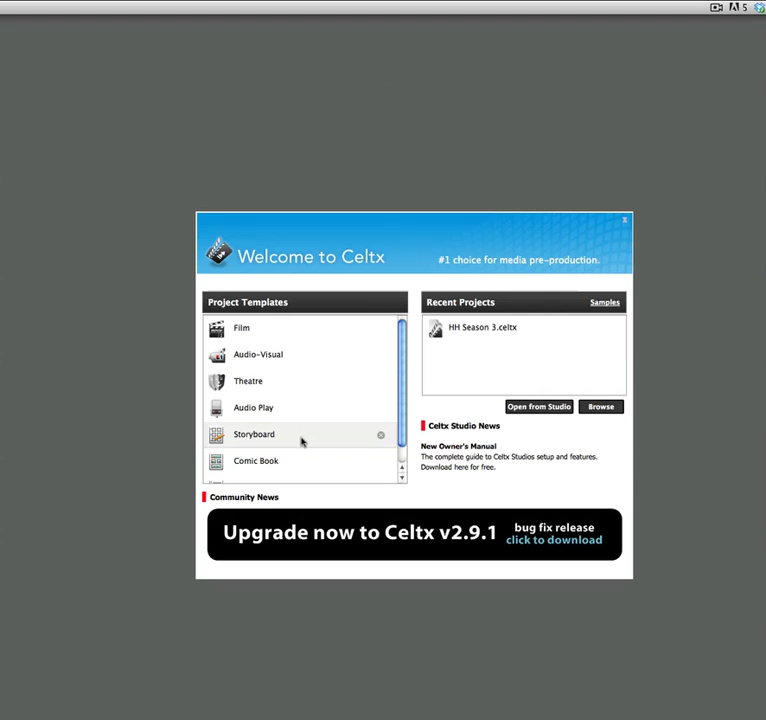 5
x
Welcome to Celtx
#1 choice for media pre-production.
Project Templates
Film
Audio-Visual
Theatre
Audio Play
Storyboard
Comic Book
Recent Projects
Samples
HH Season 3.celtx
Open from Studio
Browse
Celtx Studio News
New Owner's Manual
The complete guide to Celtx Studios setup and features.
Download here for free.
Community News
Upgrade now to Celtx v2.9.1
bug fix release
click to download